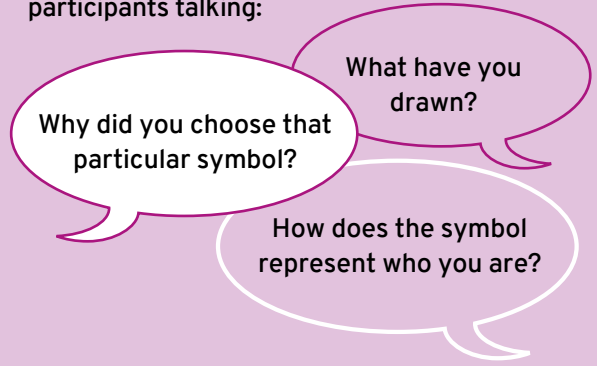 participants talking:
What have you
drawn?
Why did you choose that
particular symbol?
How does the symbol
represent who you are?